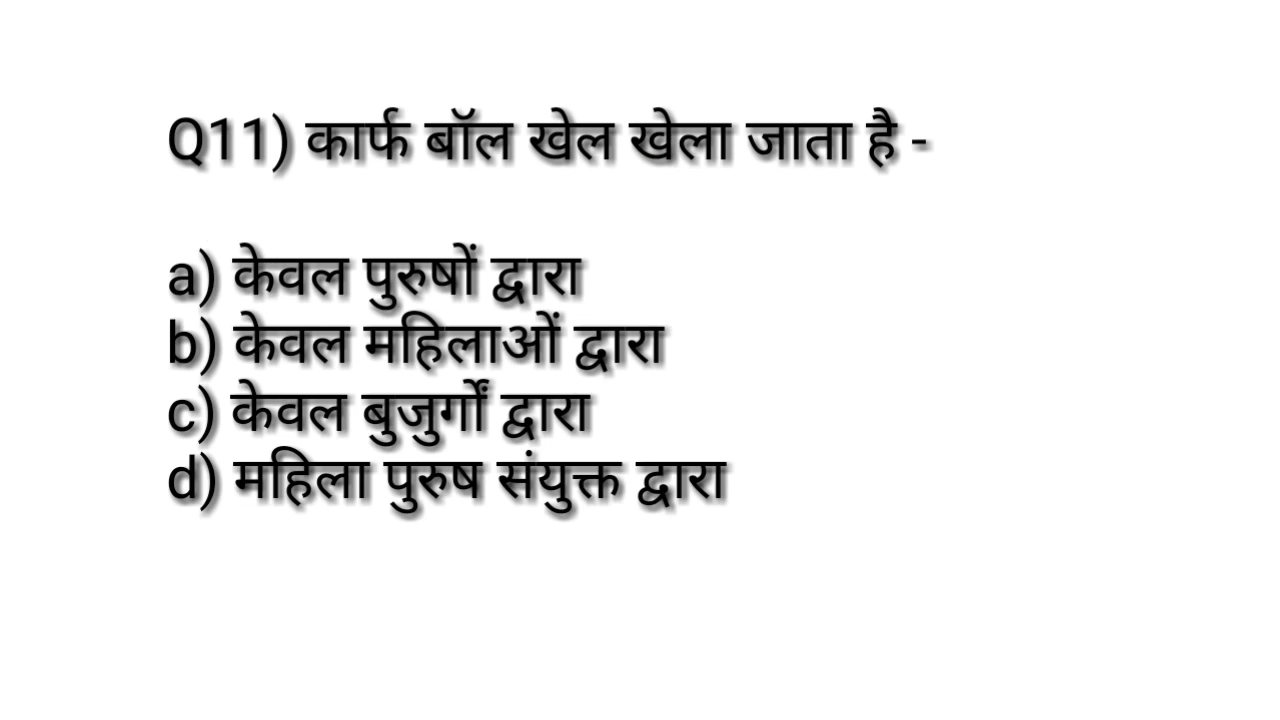 Q11) कार्फ बॉल खेल खेला जाता है -
a) केवल पुरुषों द्वारा
b) केवल महिलाओं द्वारा
c) केवल बुजुर्गों द्वारा
d) महिला पुरुष संयुक्त द्वारा